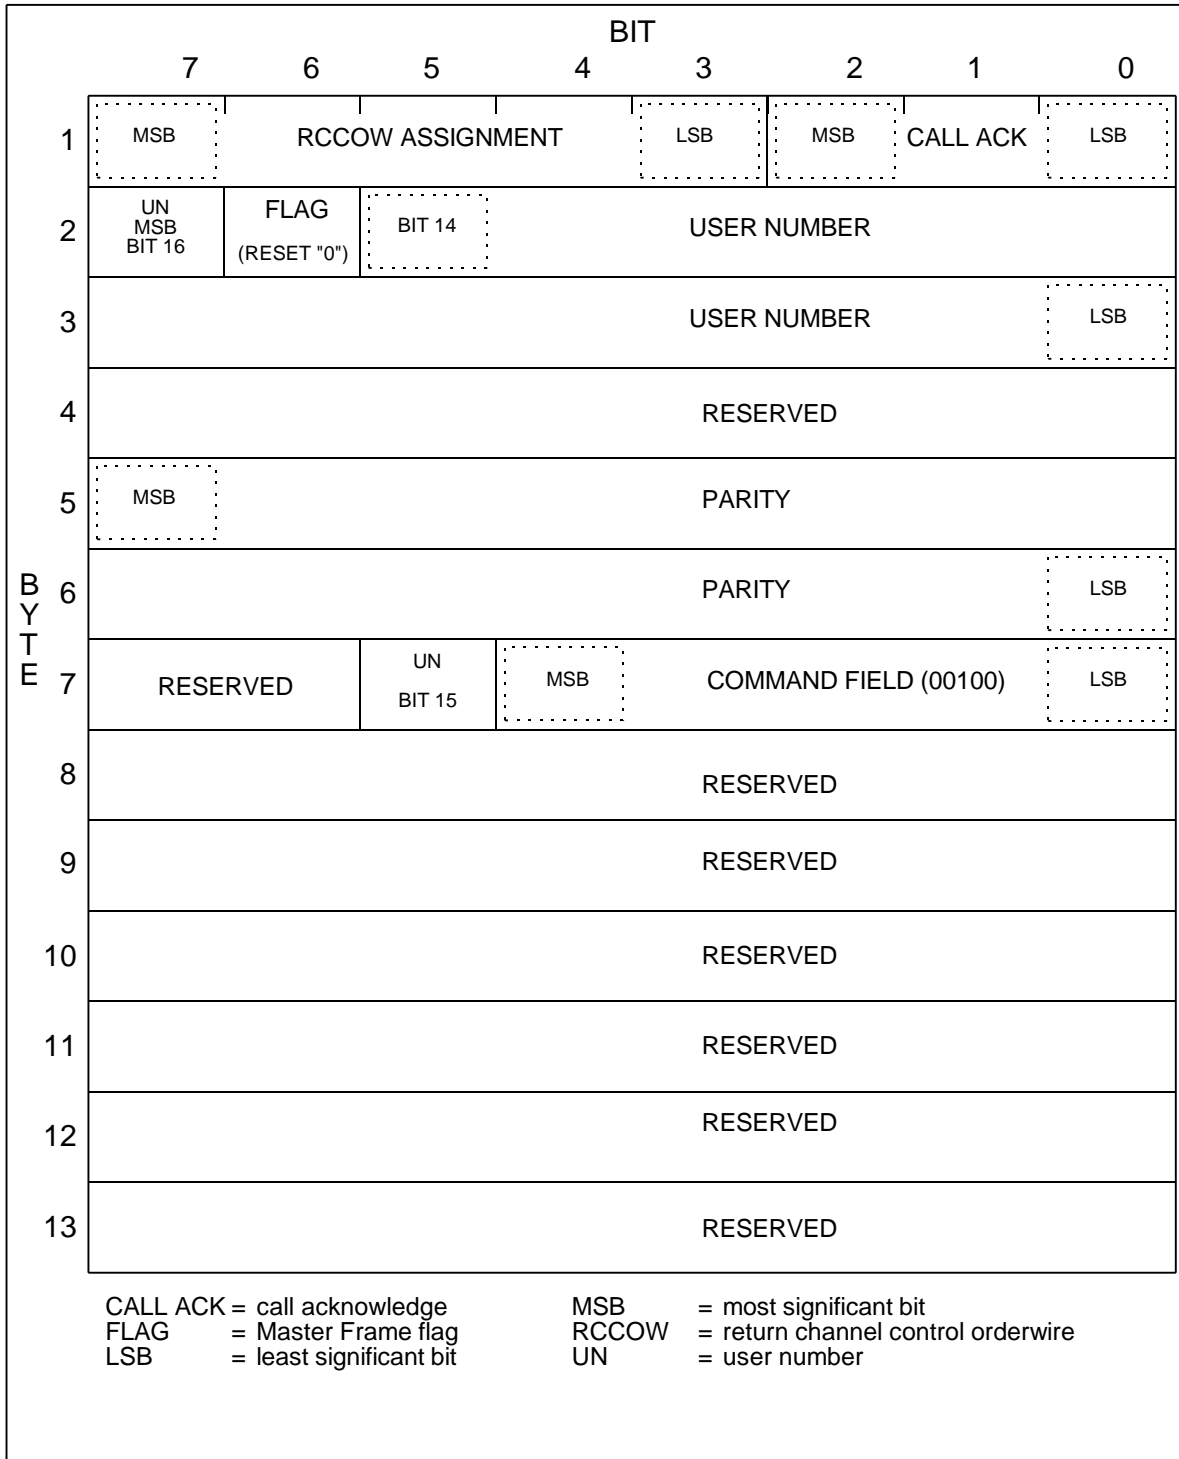 BIT
7 6 5 4 3 2 1 0
1 MSB RCCOW ASSIGNMENT LSB MSB CALL ACK LSB
2 UN MSB BIT 16 FLAG (RESET "0") BIT 14 USER NUMBER
3 USER NUMBER LSB
4 RESERVED
5 MSB PARITY
6 PARITY LSB
BYTE
7 RESERVED UN BIT 15 MSB COMMAND FIELD (00100) LSB
8 RESERVED
9 RESERVED
10 RESERVED
11 RESERVED
12 RESERVED
13 RESERVED
CALL ACK = call acknowledge MSB = most significant bit
FLAG = Master Frame flag RCCOW = return channel control orderwire
LSB = least significant bit UN = user number